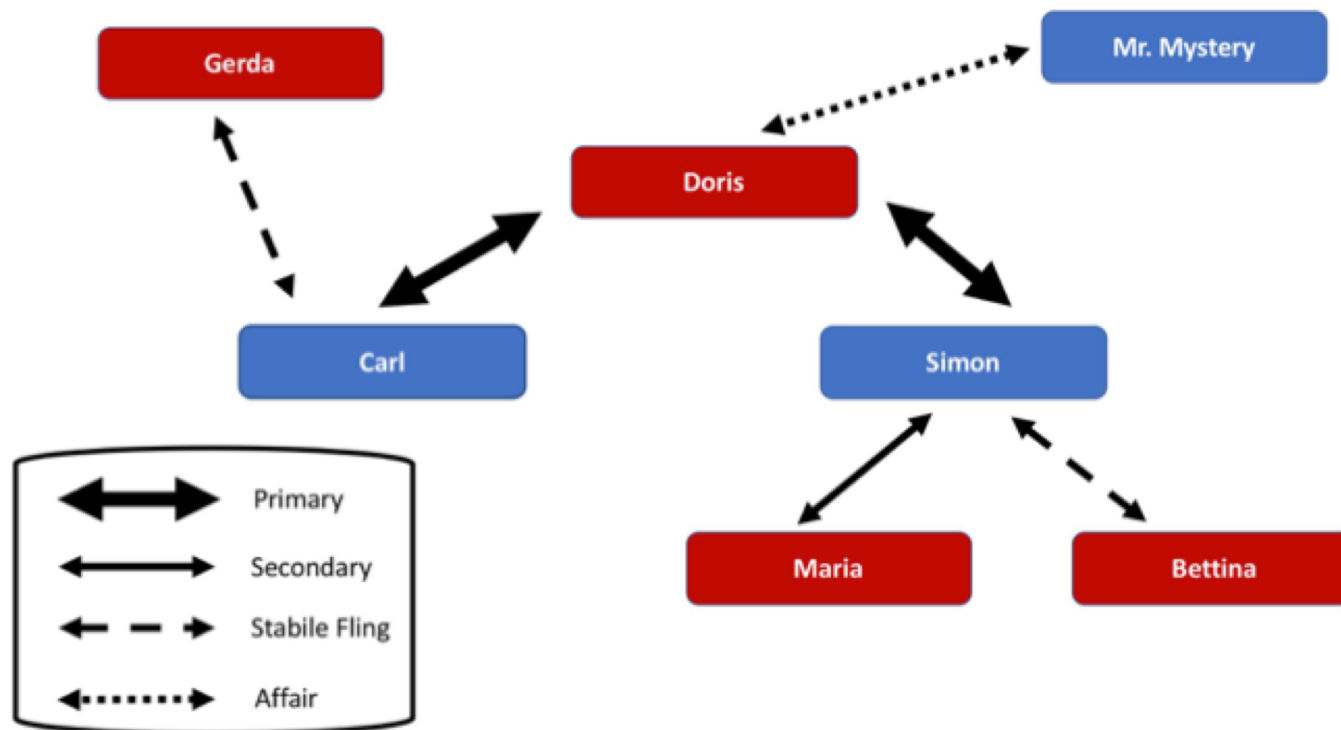 Gerda
Mr. Mystery
Doris
Carl
Simon
Maria
Bettina
Primary
Secondary
Stabile Fling
Affair